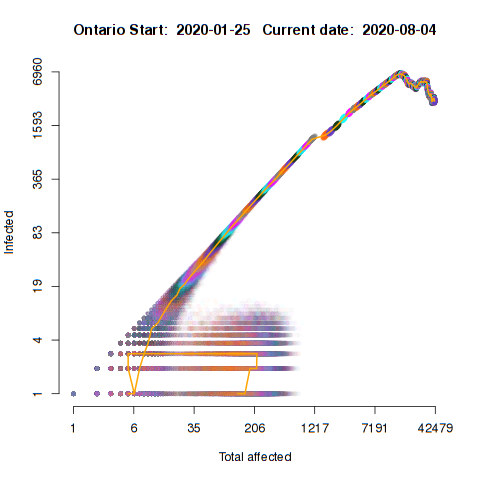 Ontario Start: 2020-01-25 Current date: 2020-08-04
6960
1593
365
83
19
4
1
Infected
1 6 35 206 1217 7191 42479
Total affected